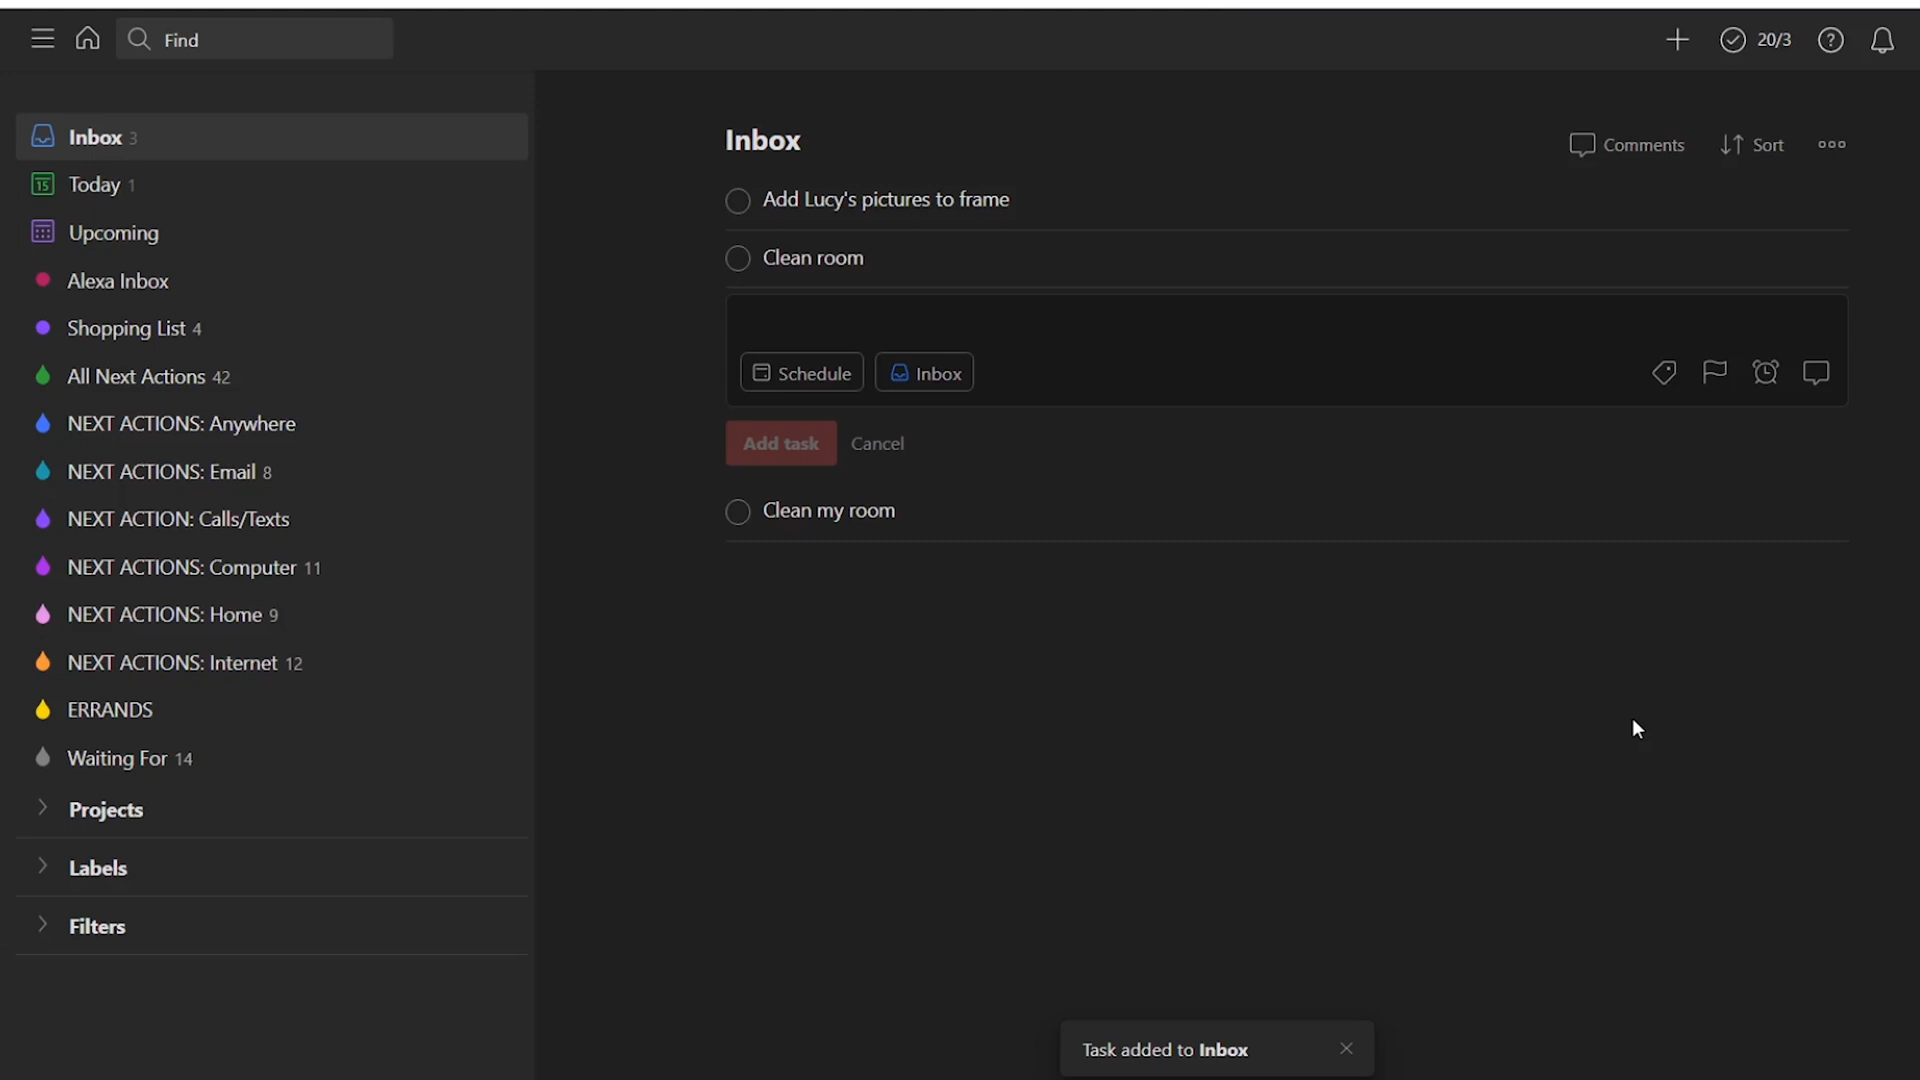 Find
20/3
Inbox 3
15 Today 1
Upcoming
Alexa Inbox
Shopping List 4
All Next Actions 42
NEXT ACTIONS: Anywhere
NEXT ACTIONS: Email 8
NEXT ACTION: Calls/Texts
NEXT ACTIONS: Computer 11
NEXT ACTIONS: Home 9
NEXT ACTIONS: Internet 12
ERRANDS
Waiting For 14
Projects
Labels
Filters
Inbox
Comments
Sort
Add Lucy's pictures to frame
Clean room
Schedule
Inbox
Add task
Cancel
Clean my room
Task added to Inbox